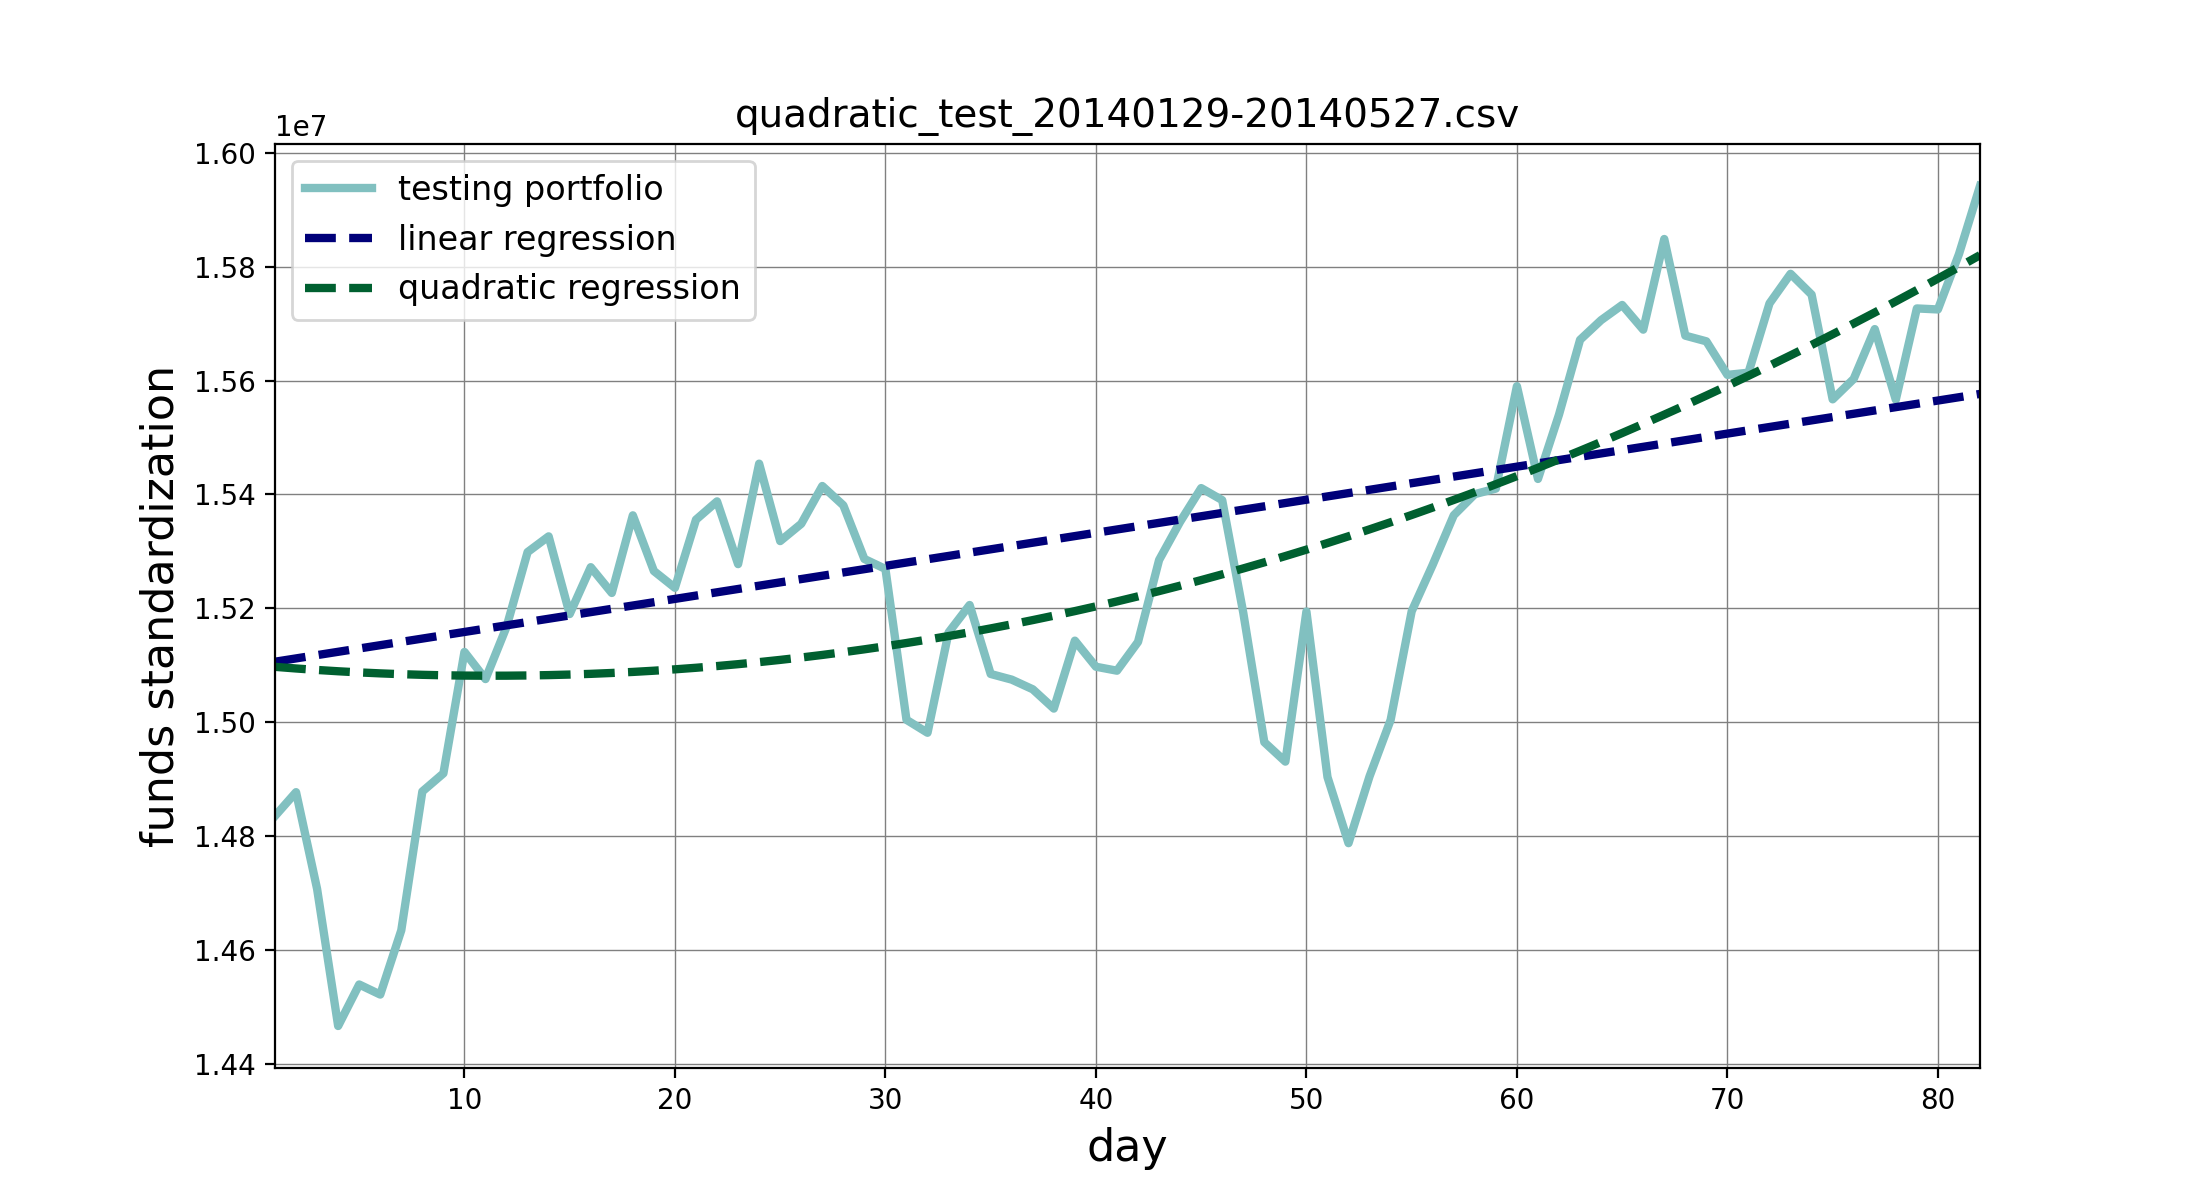 quadratic_test_20140129-20140527.csv
1e7
1.60
1.58
1.56
1.54
1.52
1.50
1.48
1.46
1.44
funds standardization
testing portfolio
linear regression
quadratic regression
10 20 30 40 50 60 70 80
day